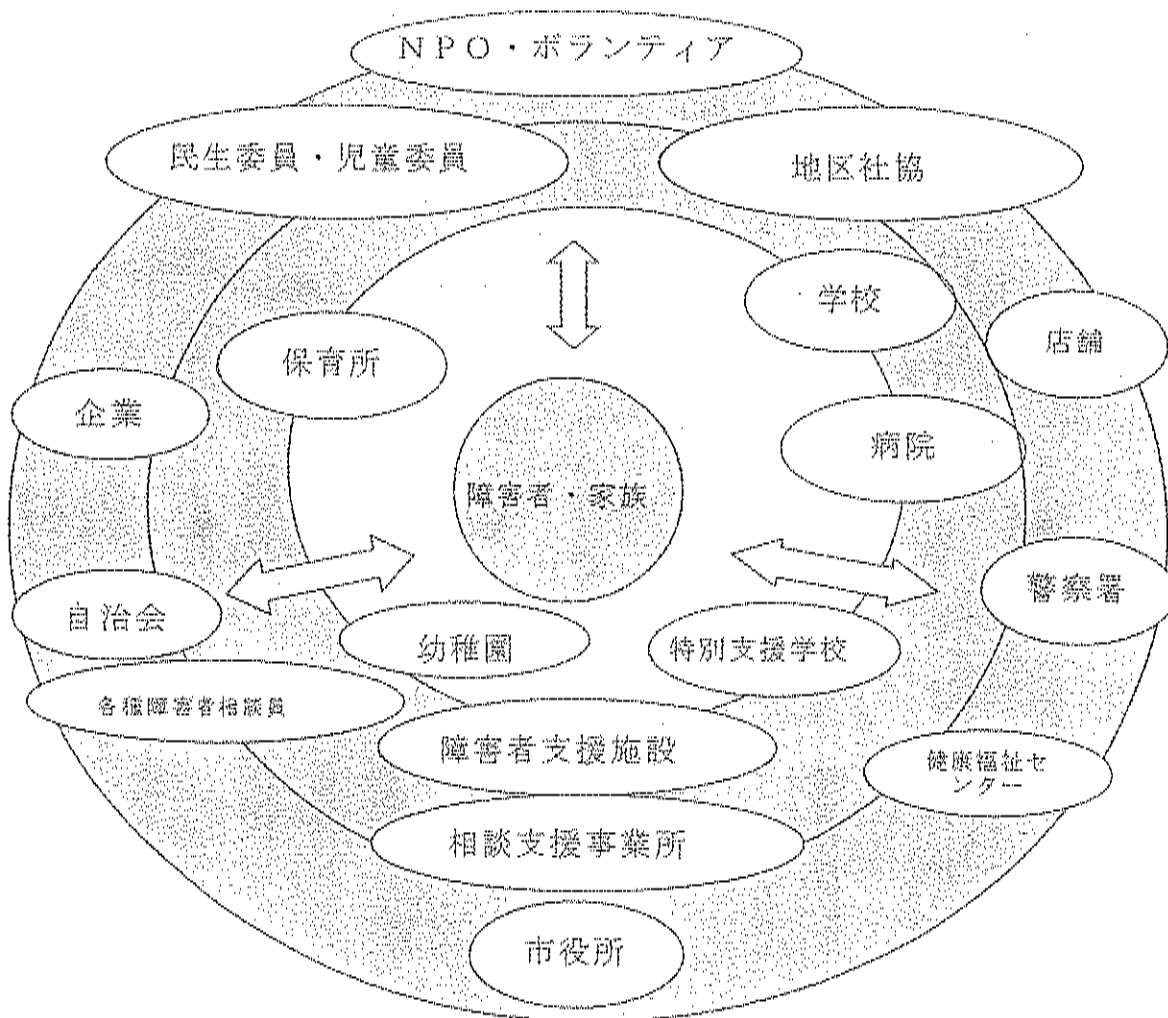 NPO・ボランティア
民生委員・児童委員
地区社協
学校
店舗
保育所
企業
病院
障害者・家族
警察署
自治会
幼稚園
特別支援学校
各種障害者相談員
障害者支援施設
健康福祉セ
ンター
相談支援事業所
市役所